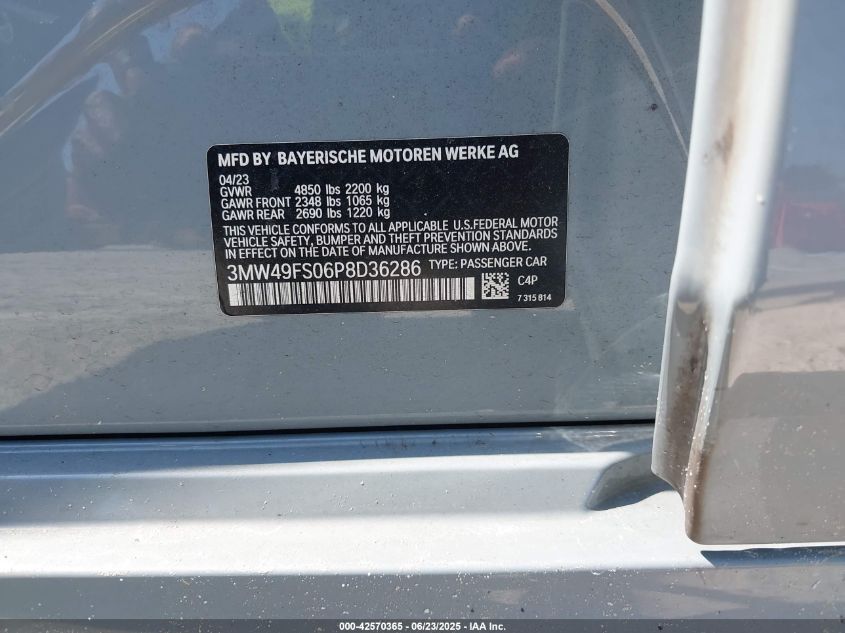 MFD BY BAYERISCHE MOTOREN WERKE AG
04/23
GVWR 4850 lbs 2200 kg
GAWR FRONT 2348 lbs 1065 kg
GAWR REAR 2690 lbs 1220 kg
THIS VEHICLE CONFORMS TO ALL APPLICABLE U.S.FEDERAL MOTOR
VEHICLE SAFETY, BUMPER AND THEFT PREVENTION STANDARDS
IN EFFECT ON THE DATE OF MANUFACTURE SHOWN ABOVE.
3MW49FS06P8D36286 TYPE: PASSENGER CAR
C4P
7 315 814
000-42570365 - 06/23/2025 - IAA Inc.